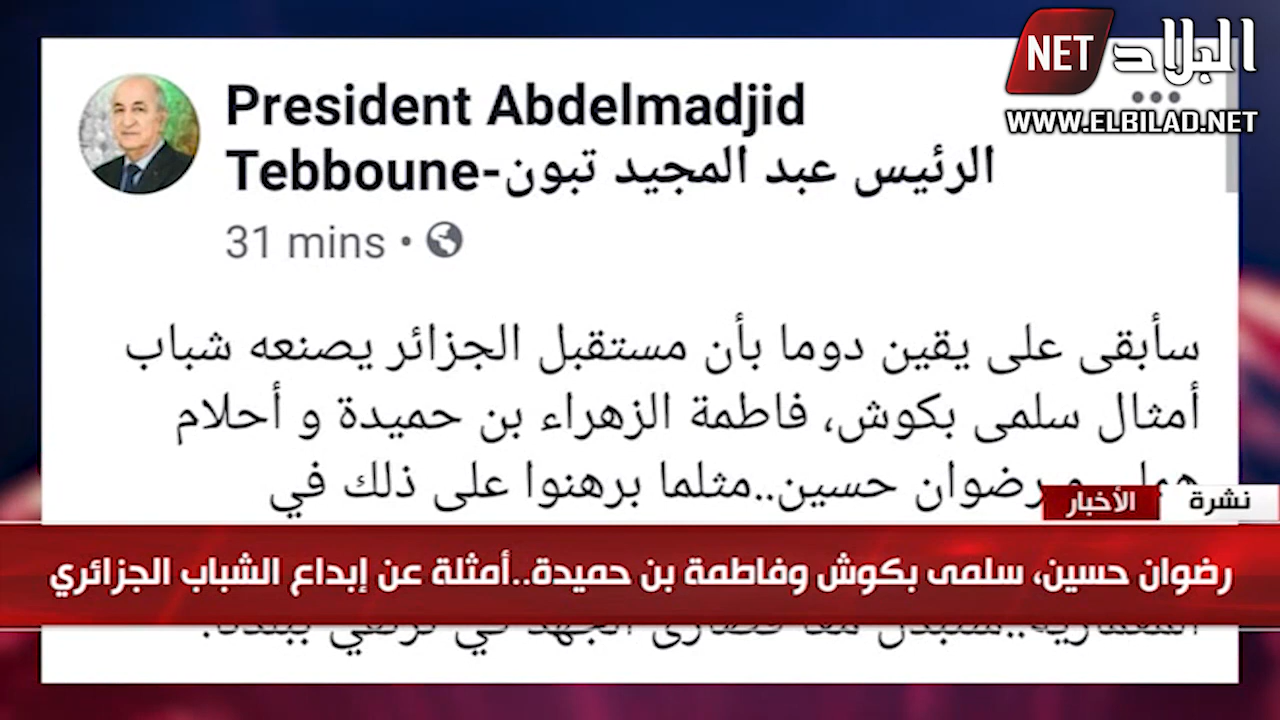 NET البلاد
WWW.ELBILAD.NET
President Abdelmadjid
Tebboune-الرئيس عبد المجيد تبون
31 mins •
سأبقى على يقين دوما بأن مستقبل الجزائر يصنعه شباب
أمثال سلمى بكوش، فاطمة الزهراء بن حميدة و أحلام
رضوان حسين..مثلما برهنوا على ذلك في
نشرة الأخبار
رضوان حسين، سلمى بكوش وفاطمة بن حميدة..أمثلة عن إبداع الشباب الجزائري